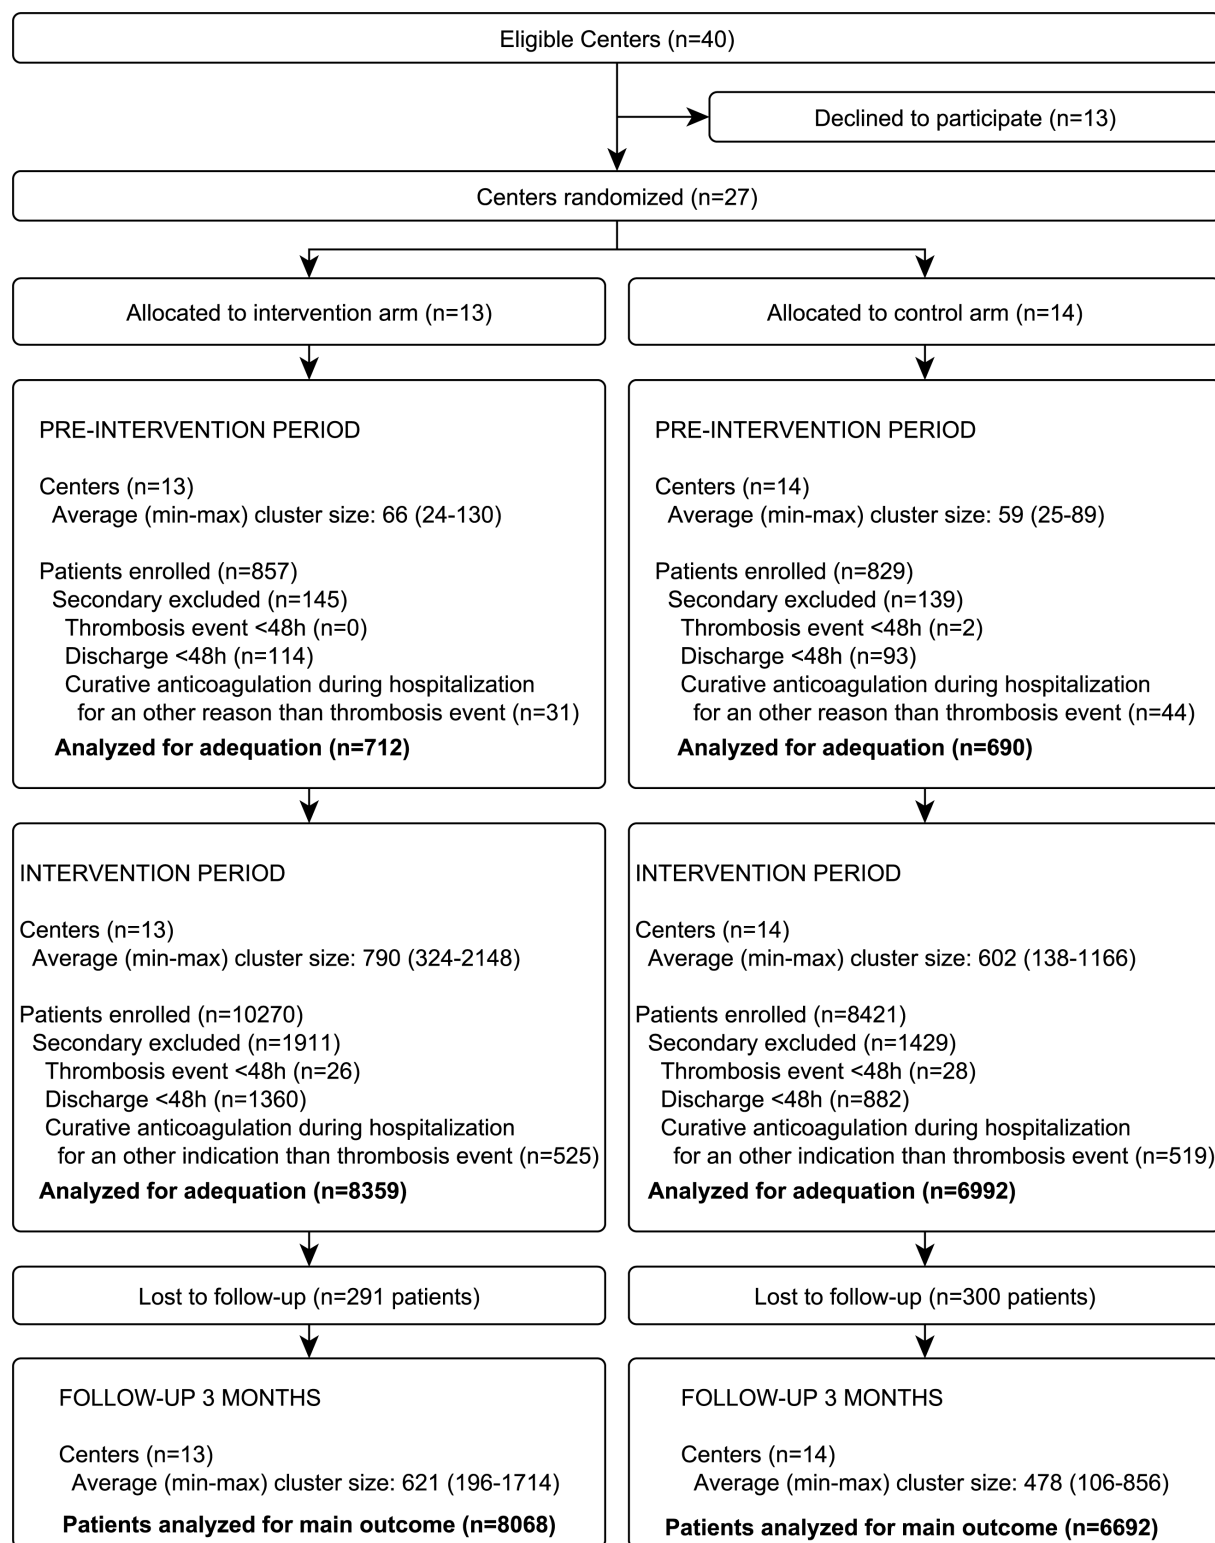 Eligible Centers (n=40)
Declined to participate (n=13)
Centers randomized (n=27)
Allocated to intervention arm (n=13)
Allocated to control arm (n=14)
PRE-INTERVENTION PERIOD
Centers (n=13)
Average (min-max) cluster size: 66 (24-130)
Patients enrolled (n=857)
Secondary excluded (n=145)
Thrombosis event <48h (n=0)
Discharge <48h (n=114)
Curative anticoagulation during hospitalization
for an other reason than thrombosis event (n=31)
Analyzed for adequation (n=712)
PRE-INTERVENTION PERIOD
Centers (n=14)
Average (min-max) cluster size: 59 (25-89)
Patients enrolled (n=829)
Secondary excluded (n=139)
Thrombosis event <48h (n=2)
Discharge <48h (n=93)
Curative anticoagulation during hospitalization
for an other reason than thrombosis event (n=44)
Analyzed for adequation (n=690)
INTERVENTION PERIOD
Centers (n=13)
Average (min-max) cluster size: 790 (324-2148)
Patients enrolled (n=10270)
Secondary excluded (n=1911)
Thrombosis event <48h (n=26)
Discharge <48h (n=1360)
Curative anticoagulation during hospitalization
for an other indication than thrombosis event (n=525)
Analyzed for adequation (n=8359)
INTERVENTION PERIOD
Centers (n=14)
Average (min-max) cluster size: 602 (138-1166)
Patients enrolled (n=8421)
Secondary excluded (n=1429)
Thrombosis event <48h (n=28)
Discharge <48h (n=882)
Curative anticoagulation during hospitalization
for an other indication than thrombosis event (n=519)
Analyzed for adequation (n=6992)
Lost to follow-up (n=291 patients)
Lost to follow-up (n=300 patients)
FOLLOW-UP 3 MONTHS
Centers (n=13)
Average (min-max) cluster size: 621 (196-1714)
Patients analyzed for main outcome (n=8068)
FOLLOW-UP 3 MONTHS
Centers (n=14)
Average (min-max) cluster size: 478 (106-856)
Patients analyzed for main outcome (n=6692)